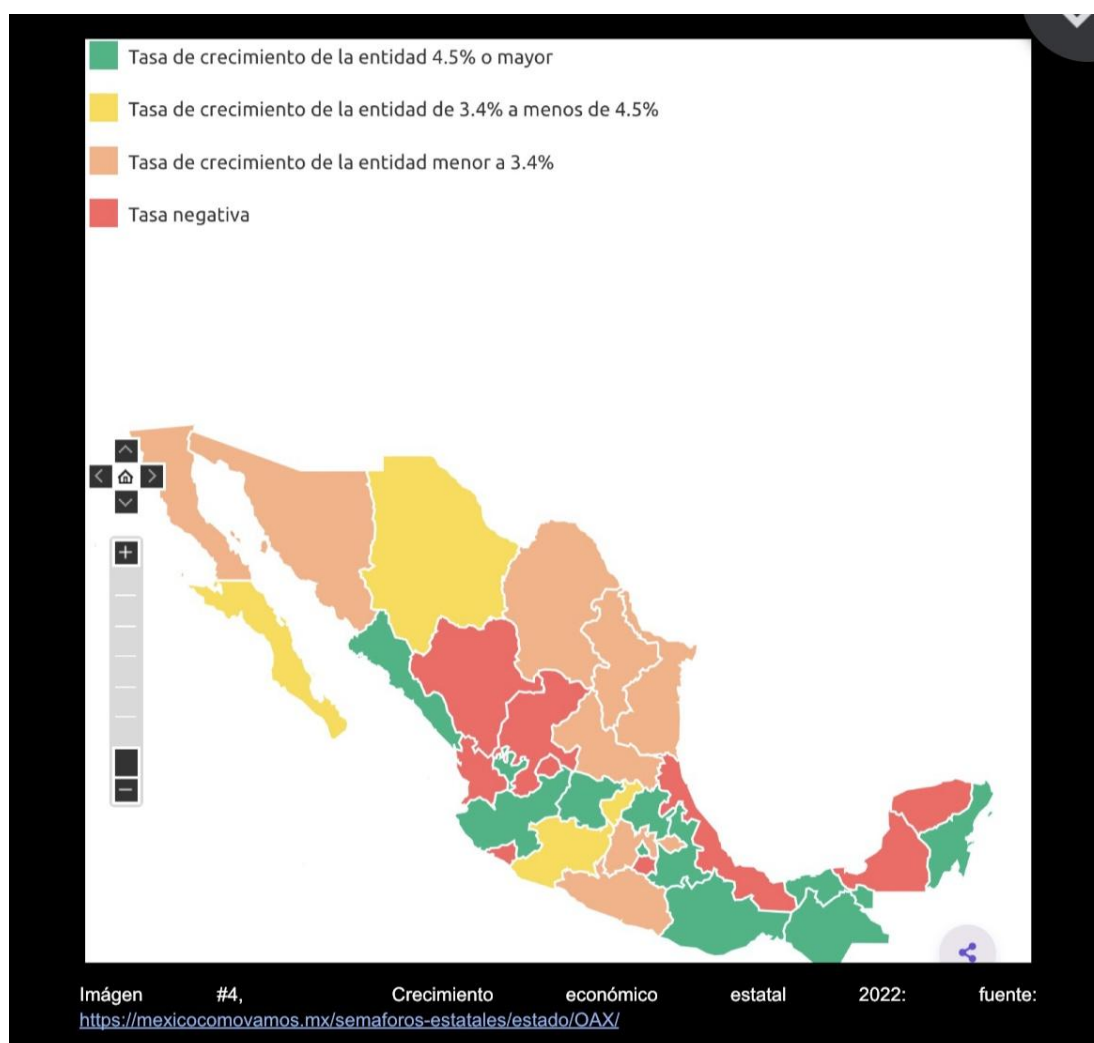 Tasa de crecimiento de la entidad 4.5% o mayor
Tasa de crecimiento de la entidad de 3.4% a menos de 4.5%
Tasa de crecimiento de la entidad menor a 3.4%
Tasa negativa
Imágen #4, Crecimiento económico estatal 2022: fuente:
https://mexicocomovamos.mx/semaforos-estatales/estado/OAX/